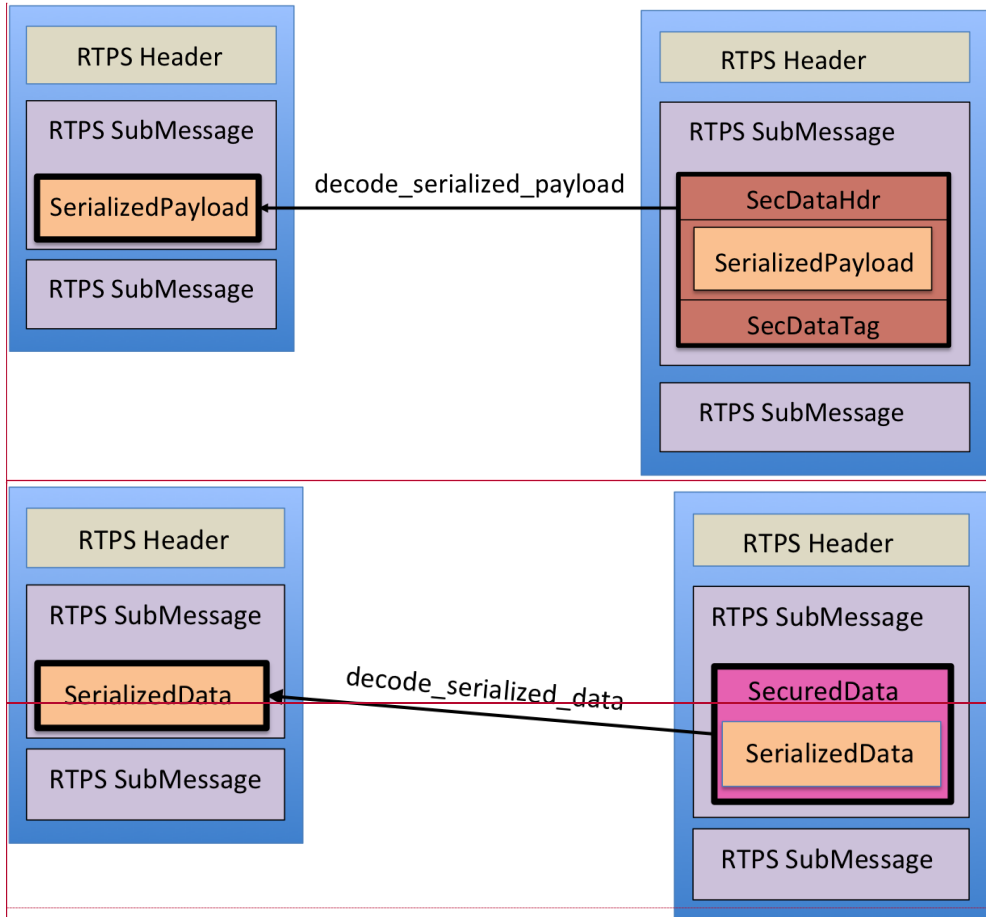 RTPS Header
RTPS SubMessage
SerializedPayload
RTPS SubMessage
decode_serialized_payload
RTPS Header
RTPS SubMessage
SecDataHdr
SerializedPayload
SecDataTag
RTPS SubMessage
RTPS Header
RTPS SubMessage
SerializedData
RTPS SubMessage
decode_serialized_data
RTPS Header
RTPS SubMessage
SecuredData
SerializedData
RTPS SubMessage